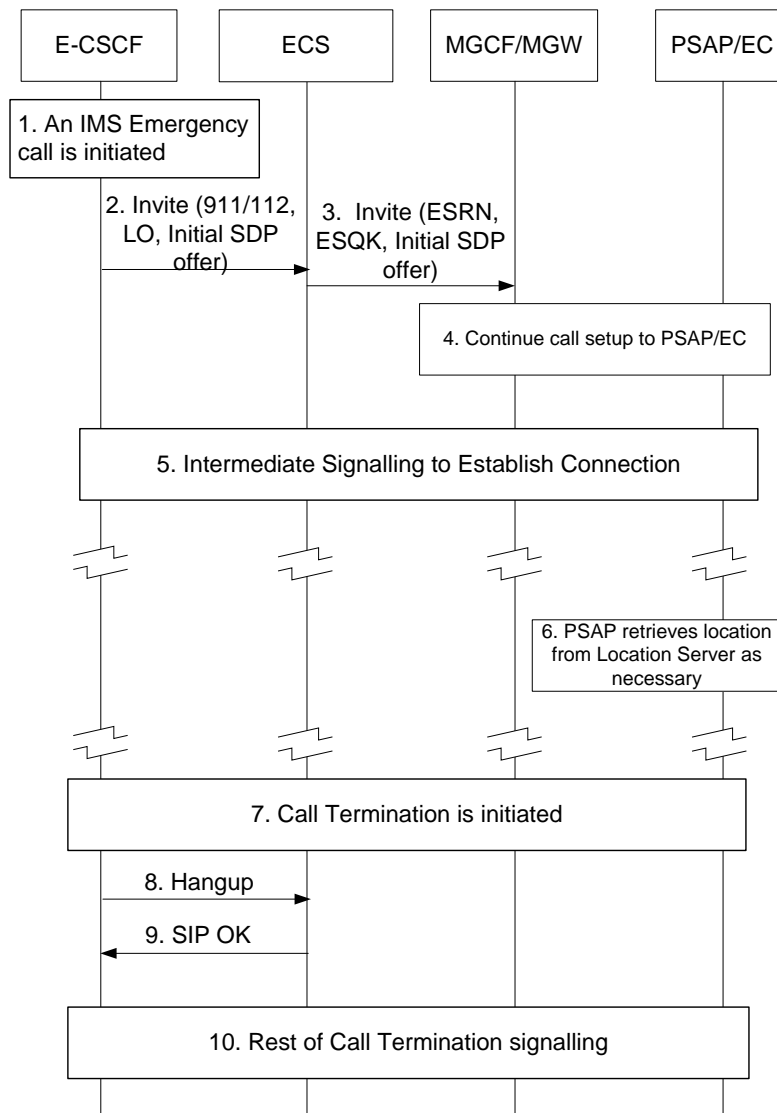 E-CSCF
ECS
MGCF/MGW
PSAP/EC
1. An IMS Emergency
call is initiated
2. Invite (911/112,
LO, Initial SDP
offer)
3. Invite (ESRN,
ESQK, Initial SDP
offer)
4. Continue call setup to PSAP/EC
5. Intermediate Signalling to Establish Connection
6. PSAP retrieves location
from Location Server as
necessary
7. Call Termination is initiated
8. Hangup
9. SIP OK
10. Rest of Call Termination signalling